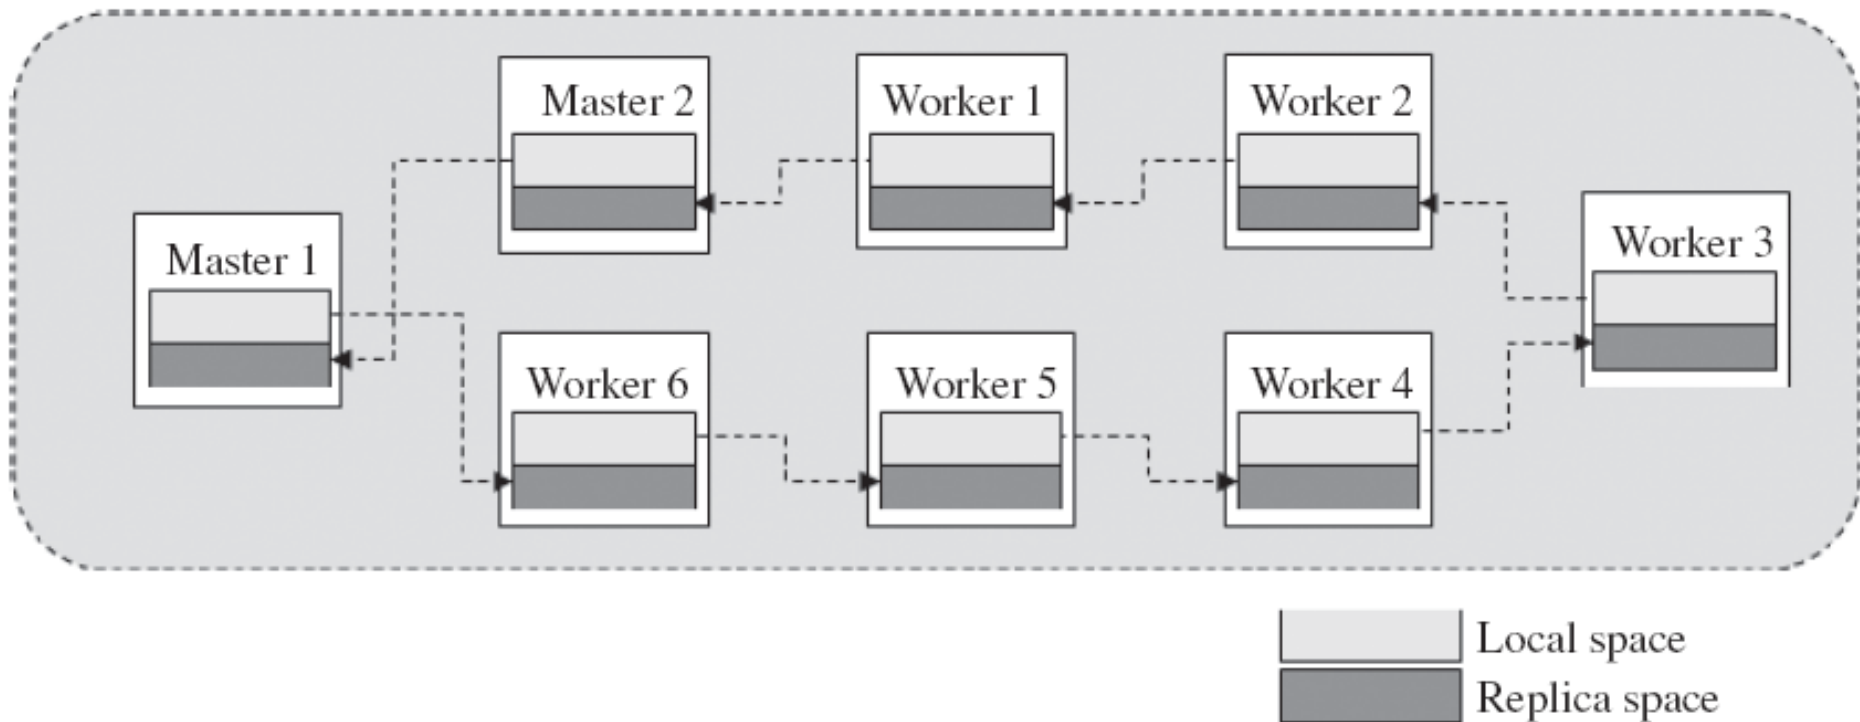 Master 2
Worker 1
Worker 2
Master 1
Worker 3
Worker 6
Worker 5
Worker 4
Local space
Replica space